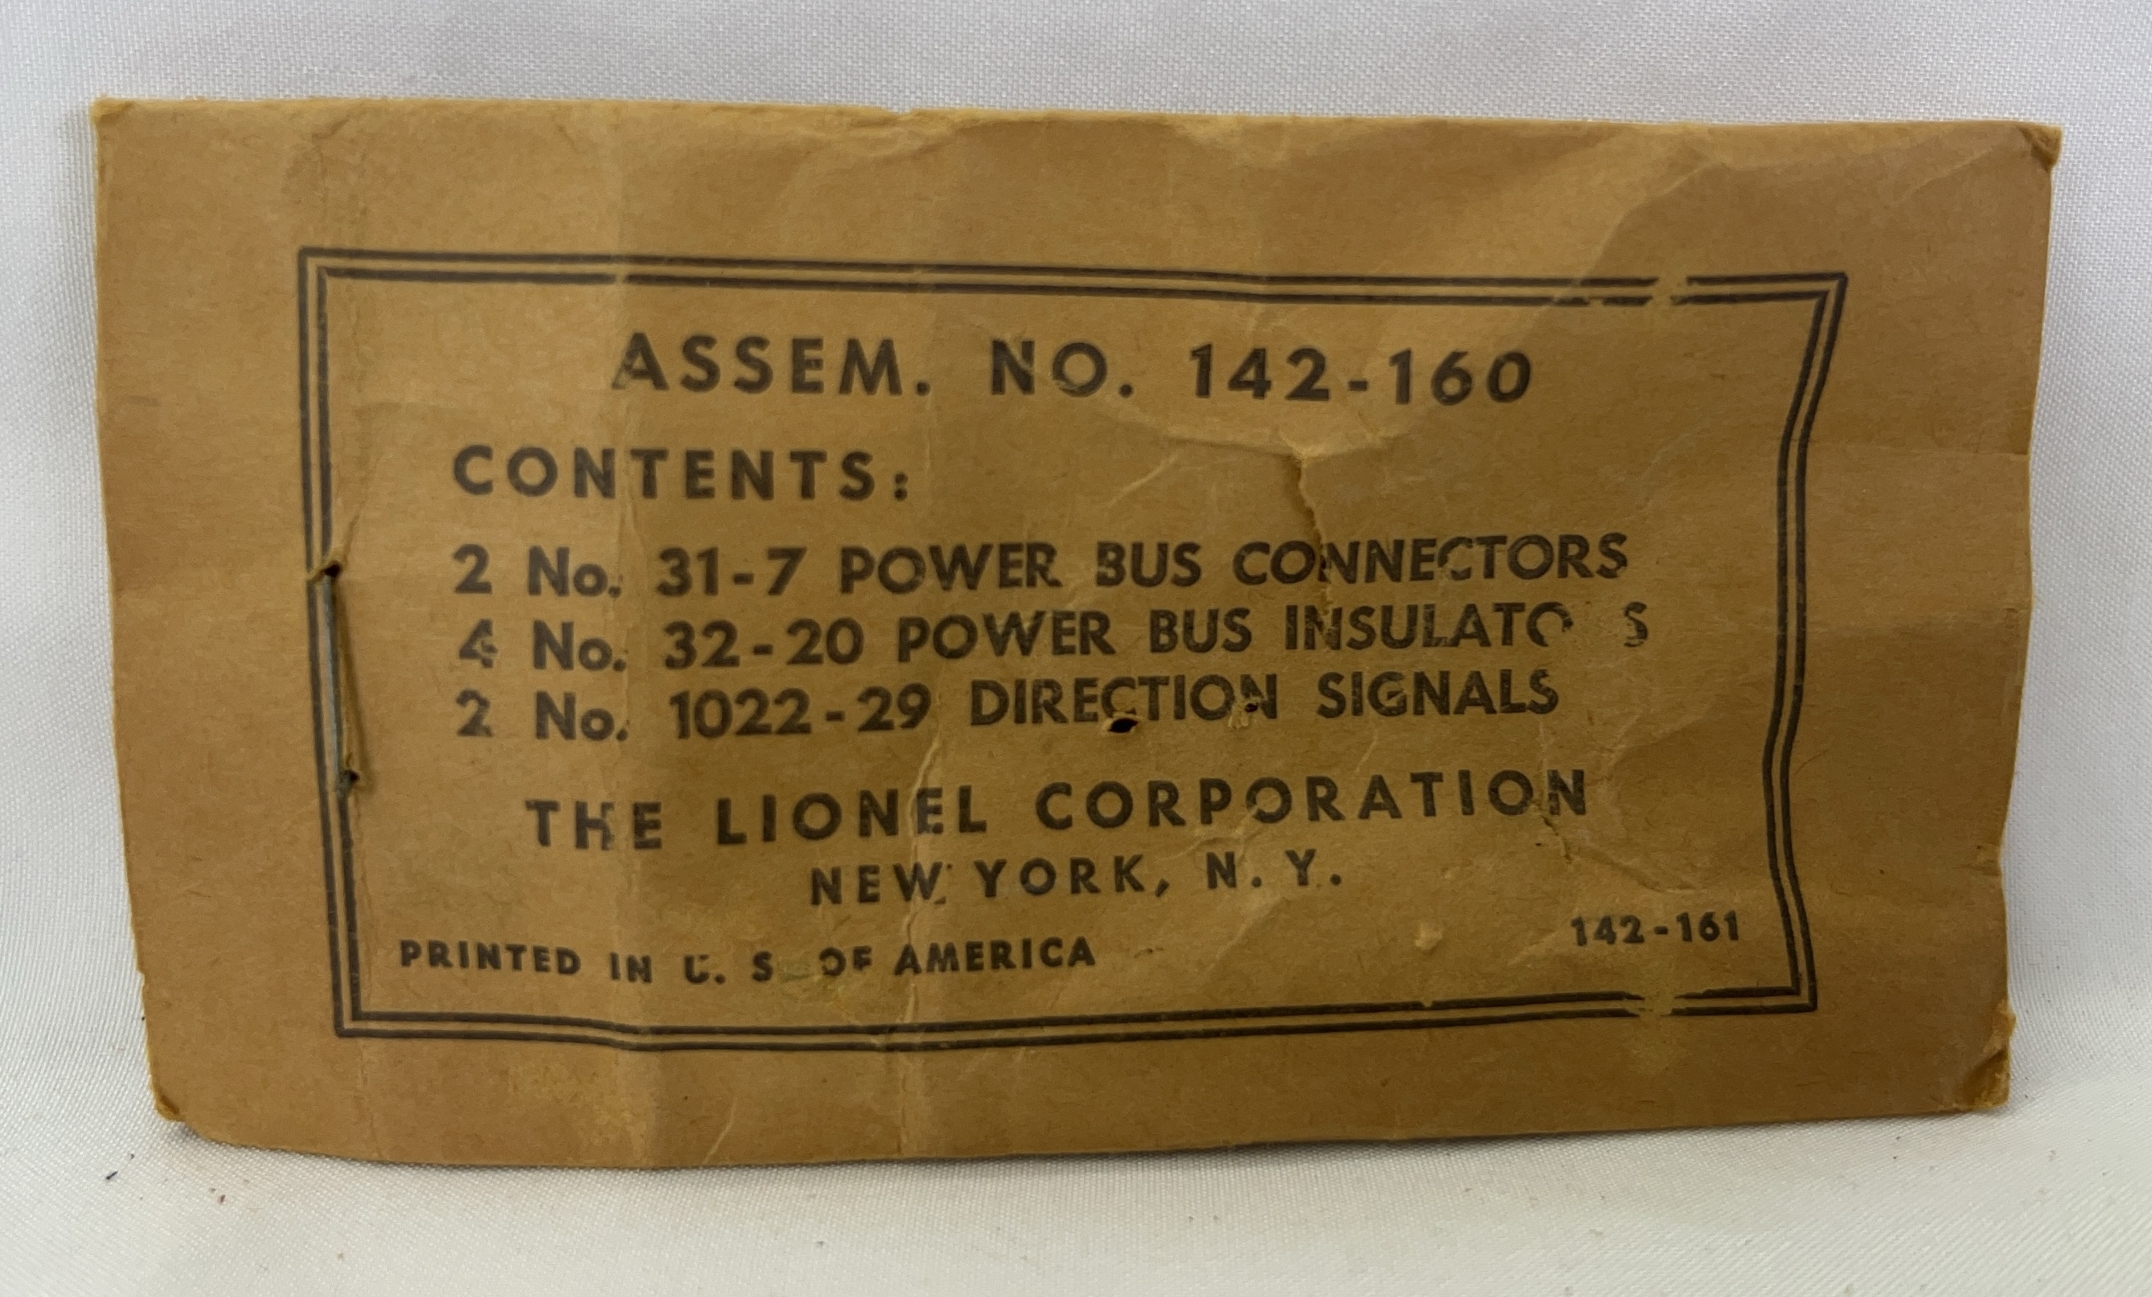 ASSEM. NO. 142-160
CONTENTS:
2 No. 31-7 POWER BUS CONNECTORS
4 No. 32-20 POWER BUS INSULATORS
2 No. 1022-29 DIRECTION SIGNALS
THE LIONEL CORPORATION
NEW YORK, N. Y.
142-161
PRINTED IN U. S. OF AMERICA